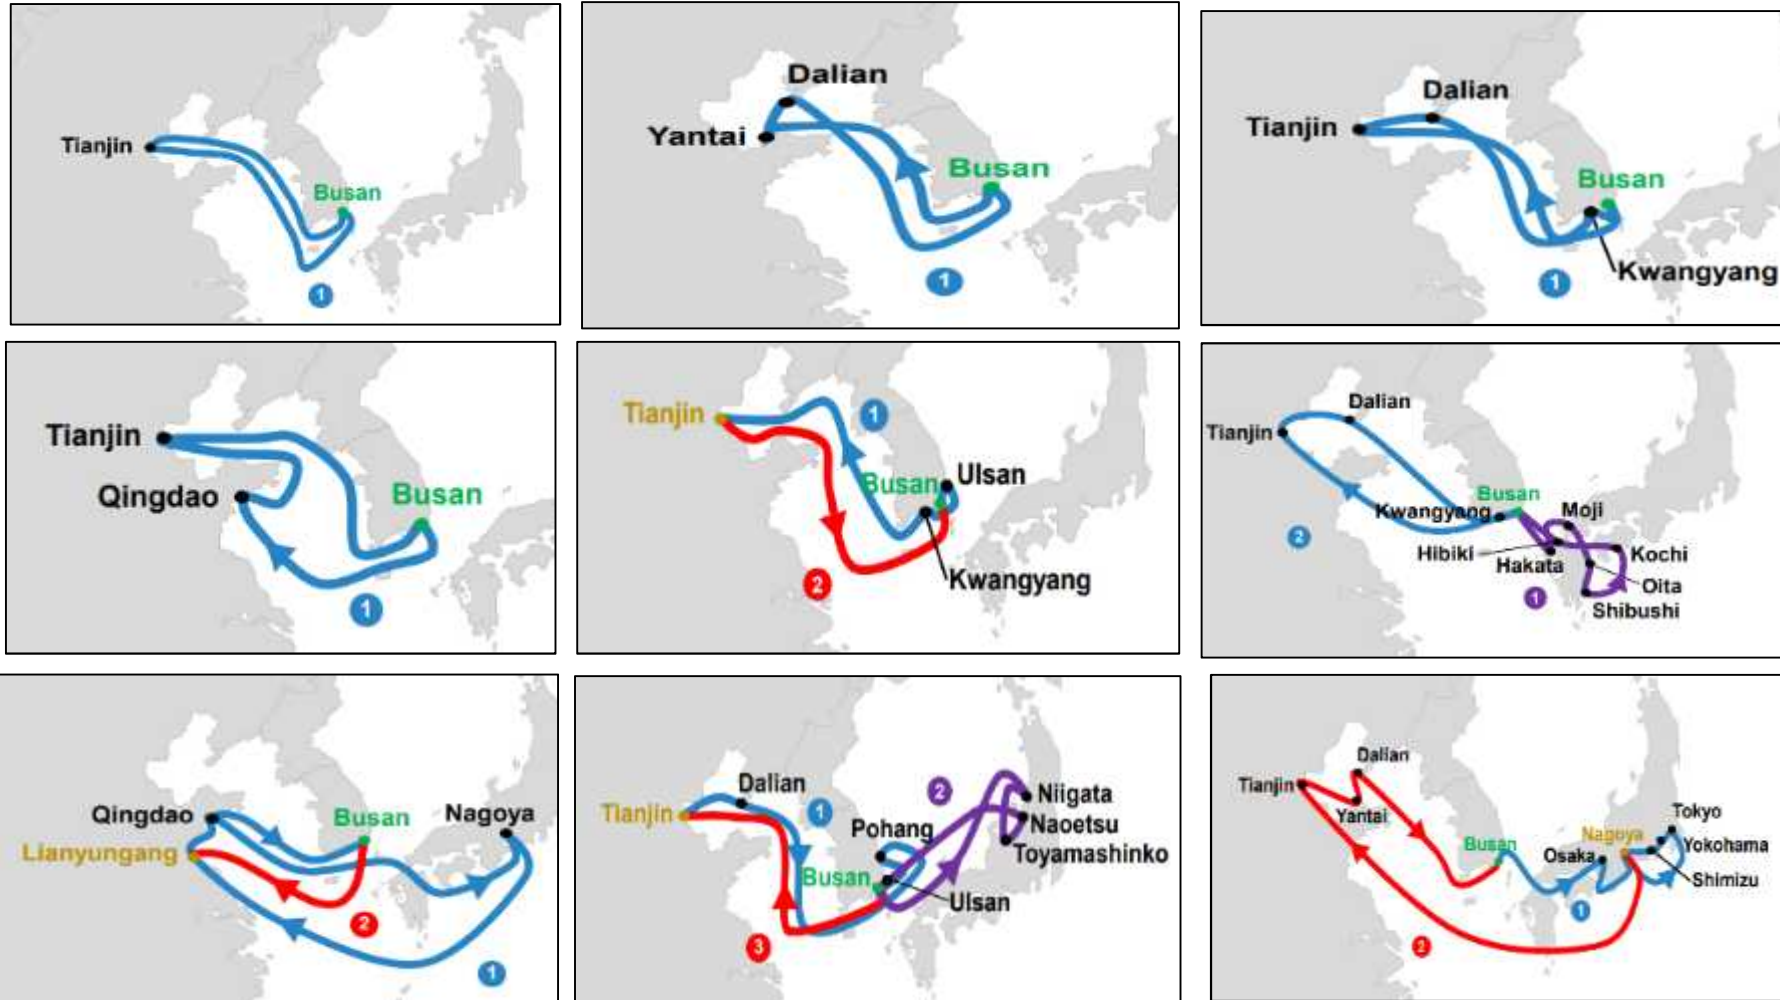 Tianjin
Busan
1
Dalian
Yantai
Busan
1
Dalian
Tianjin
Busan
Kwangyang
1
Tianjin
Qingdao
Busan
1
Tianjin
1
Busan
Ulsan
2
Kwangyang
Dalian
Tianjin
Busan
Kwangyang
Moji
2
Hibiki
Hakata
Kochi
Oita
1
Shibushi
Qingdao
Busan
Nagoya
Lianyungang
2
1
Dalian
2
Niigata
Tianjin
1
Pohang
Naoetsu
Toyamashinko
Busan
Ulsan
3
Dalian
Tianjin
Yantai
Tokyo
Nagoya
Busan
Osaka
Yokohama
Shimizu
1
2